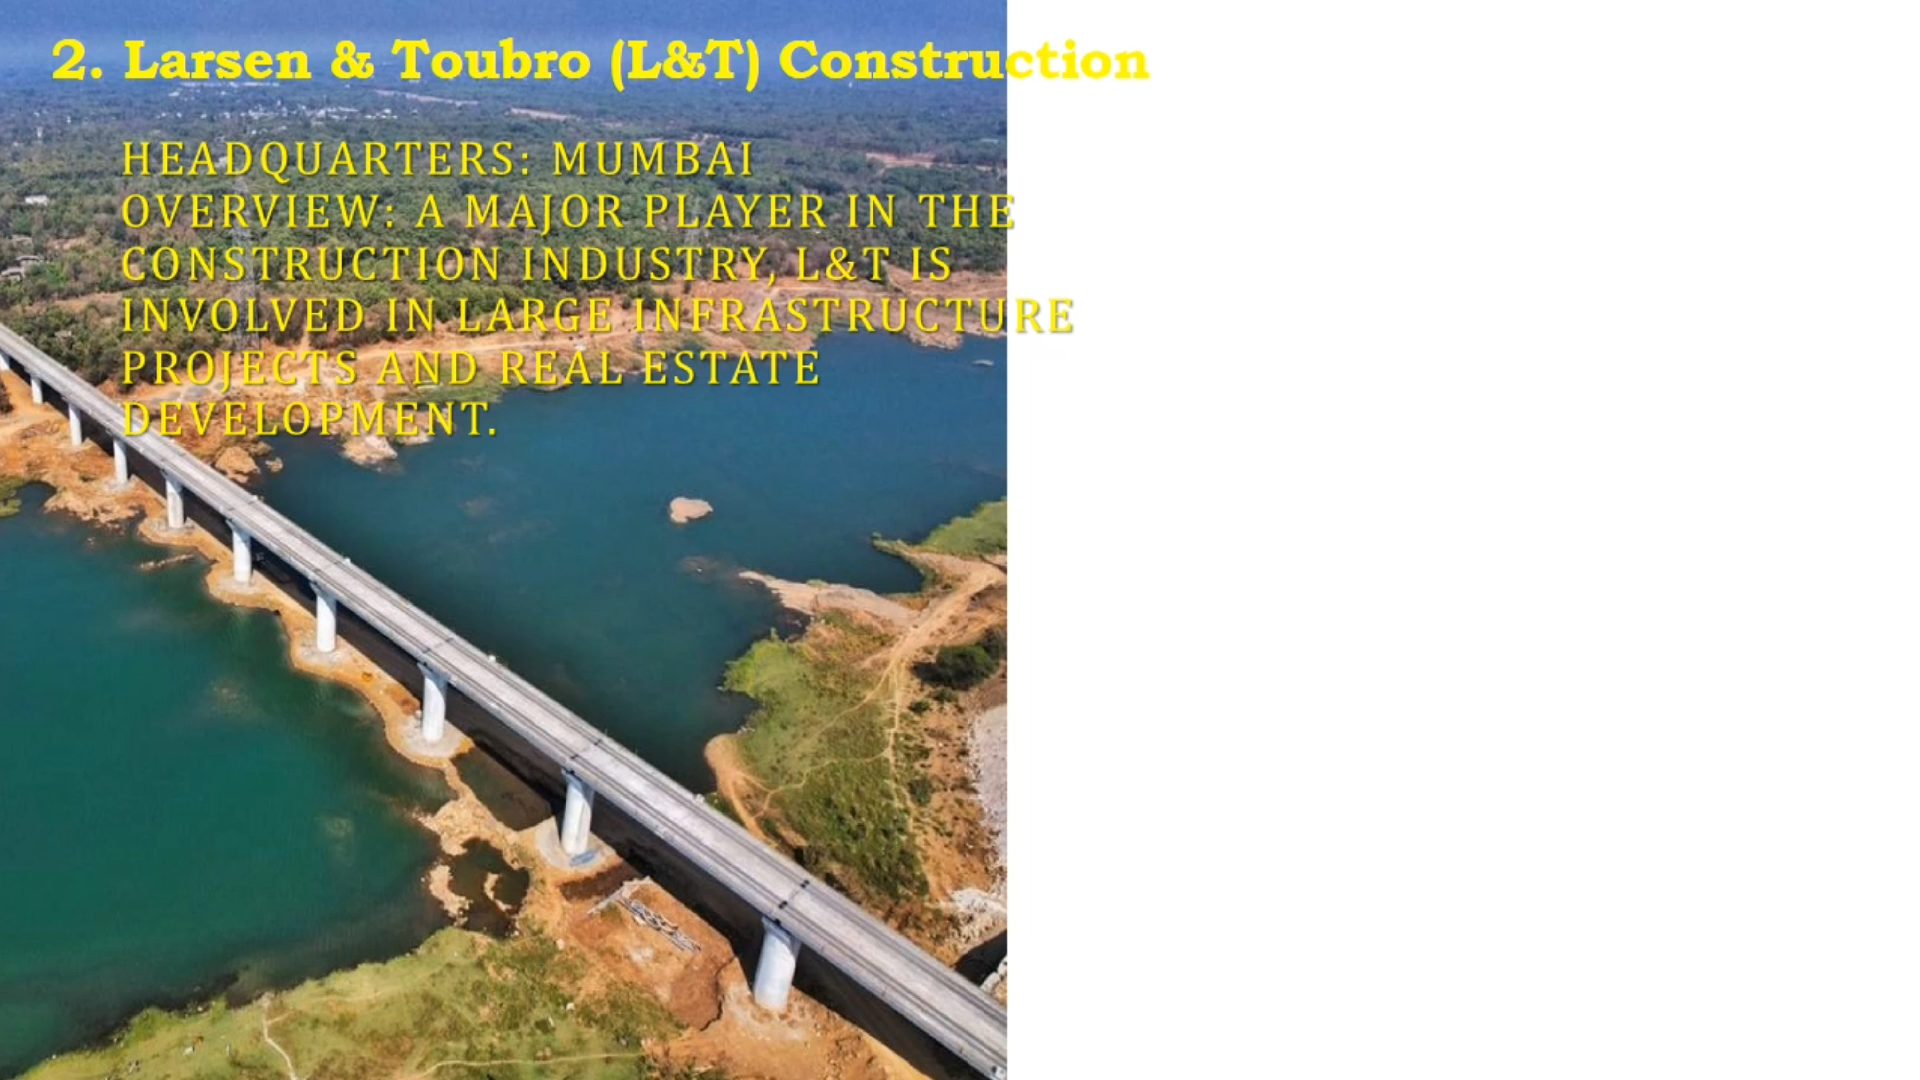 2. Larsen & Toubro (L&T) Construction
HEADQUARTERS: MUMBAI
OVERVIEW: A MAJOR PLAYER IN THE
CONSTRUCTION INDUSTRY, L&T IS
INVOLVED IN LARGE INFRASTRUCTURE
PROJECTS AND REAL ESTATE
DEVELOPMENT.